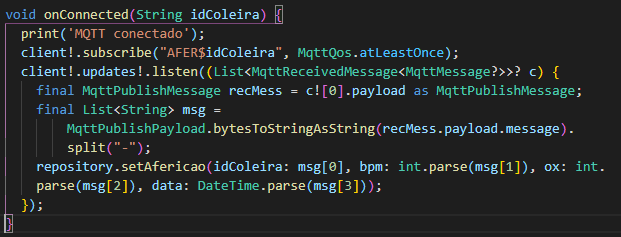 void onConnected(String idColeira) {
print('MQTT conectado');
client!.subscribe("AFER$idColeira", MqttQos.atLeastOnce);
client!.updates!.listen((List<MqttReceivedMessage<MqttMessage?>>? c) {
final MqttPublishMessage recMess = c![0].payload as MqttPublishMessage;
final List<String> msg =
MqttPublishPayload.bytesToStringAsString(recMess.payload.message).
split("-");
repository.setAfericao(idColeira: msg[0], bpm: int.parse(msg[1]), ox: int.
parse(msg[2]), data: DateTime.parse(msg[3]));
});
}